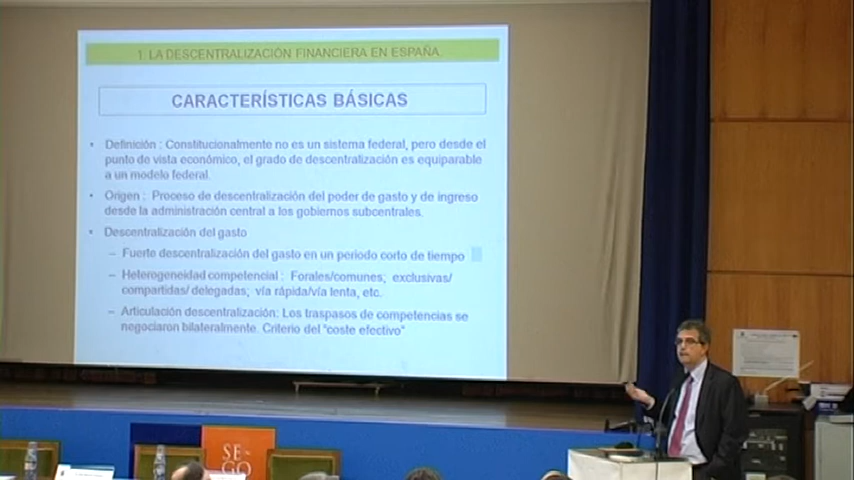 1. LA DESCENTRALIZACIÓN FINANCIERA EN ESPAÑA.
CARACTERÍSTICAS BÁSICAS
• Definición : Constitucionalmente no es un sistema federal, pero desde el
punto de vista económico, el grado de descentralización es equiparable
a un modelo federal.
• Origen : Proceso de descentralización del poder de gasto y de ingreso
desde la administración central a los gobiernos subcentrales.
• Descentralización del gasto
– Fuerte descentralización del gasto en un periodo corto de tiempo
– Heterogeneidad competencial : Forales/comunes; exclusivas/
compartidas/ delegadas; vía rápida/vía lenta, etc.
– Articulación descentralización: Los traspasos de competencias se
negociaron bilateralmente. Criterio del "coste efectivo"
SE
GO